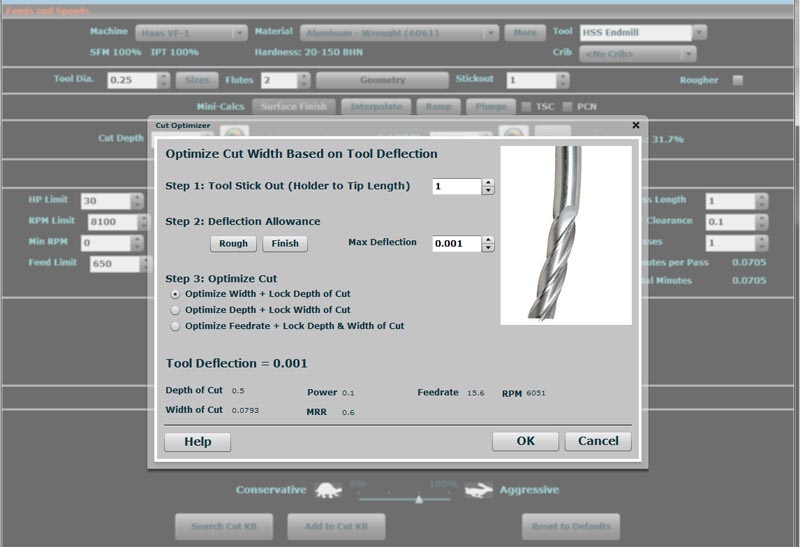 Feeds and Speeds
Machine Haas VF-1 Material Aluminum - Wrought (6061) More Tool HSS Endmill
SFM 100% IPT 100% Hardness: 20-150 BHN Crib <No Crib>
Tool Dia. 0.25 Sizes Flutes 2 Geometry Stickout 1 Rougher
Mini-Calcs Surface Finish Interpolate Ramp Plunge TSC PCN
Cut Depth : 31.7%
Cut Optimizer
Optimize Cut Width Based on Tool Deflection
Step 1: Tool Stick Out (Holder to Tip Length) 1
Step 2: Deflection Allowance
Rough Finish Max Deflection 0.001
Step 3: Optimize Cut
Optimize Width + Lock Depth of Cut
Optimize Depth + Lock Width of Cut
Optimize Feedrate + Lock Depth & Width of Cut
Tool Deflection = 0.001
Depth of Cut 0.5 Power 0.1 Feedrate 15.6 RPM 6051
Width of Cut 0.0793 MRR 0.6
Help OK Cancel
HP Limit 30 Length 1
RPM Limit 8100 Clearance 0.1
Min RPM 0 1
Feed Limit 650 per Pass 0.0705
Minutes 0.0705
Conservative 0% 100% Aggressive
Search Cut KB Add to Cut KB Reset to Defaults